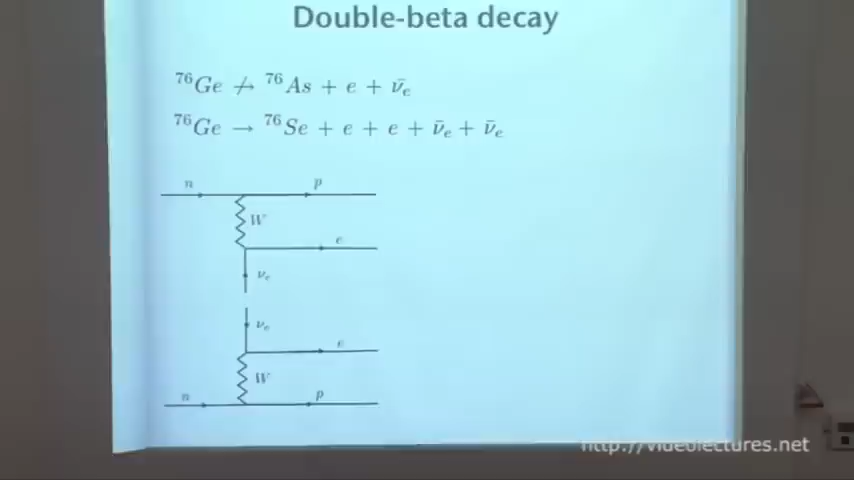 Double-beta decay
⁷⁶Ge ↛ ⁷⁶As + e + ν̄ₑ
⁷⁶Ge → ⁷⁶Se + e + e + ν̄ₑ + ν̄ₑ
n p
W
e
νₑ
νₑ
e
W
n p
http://videolectures.net